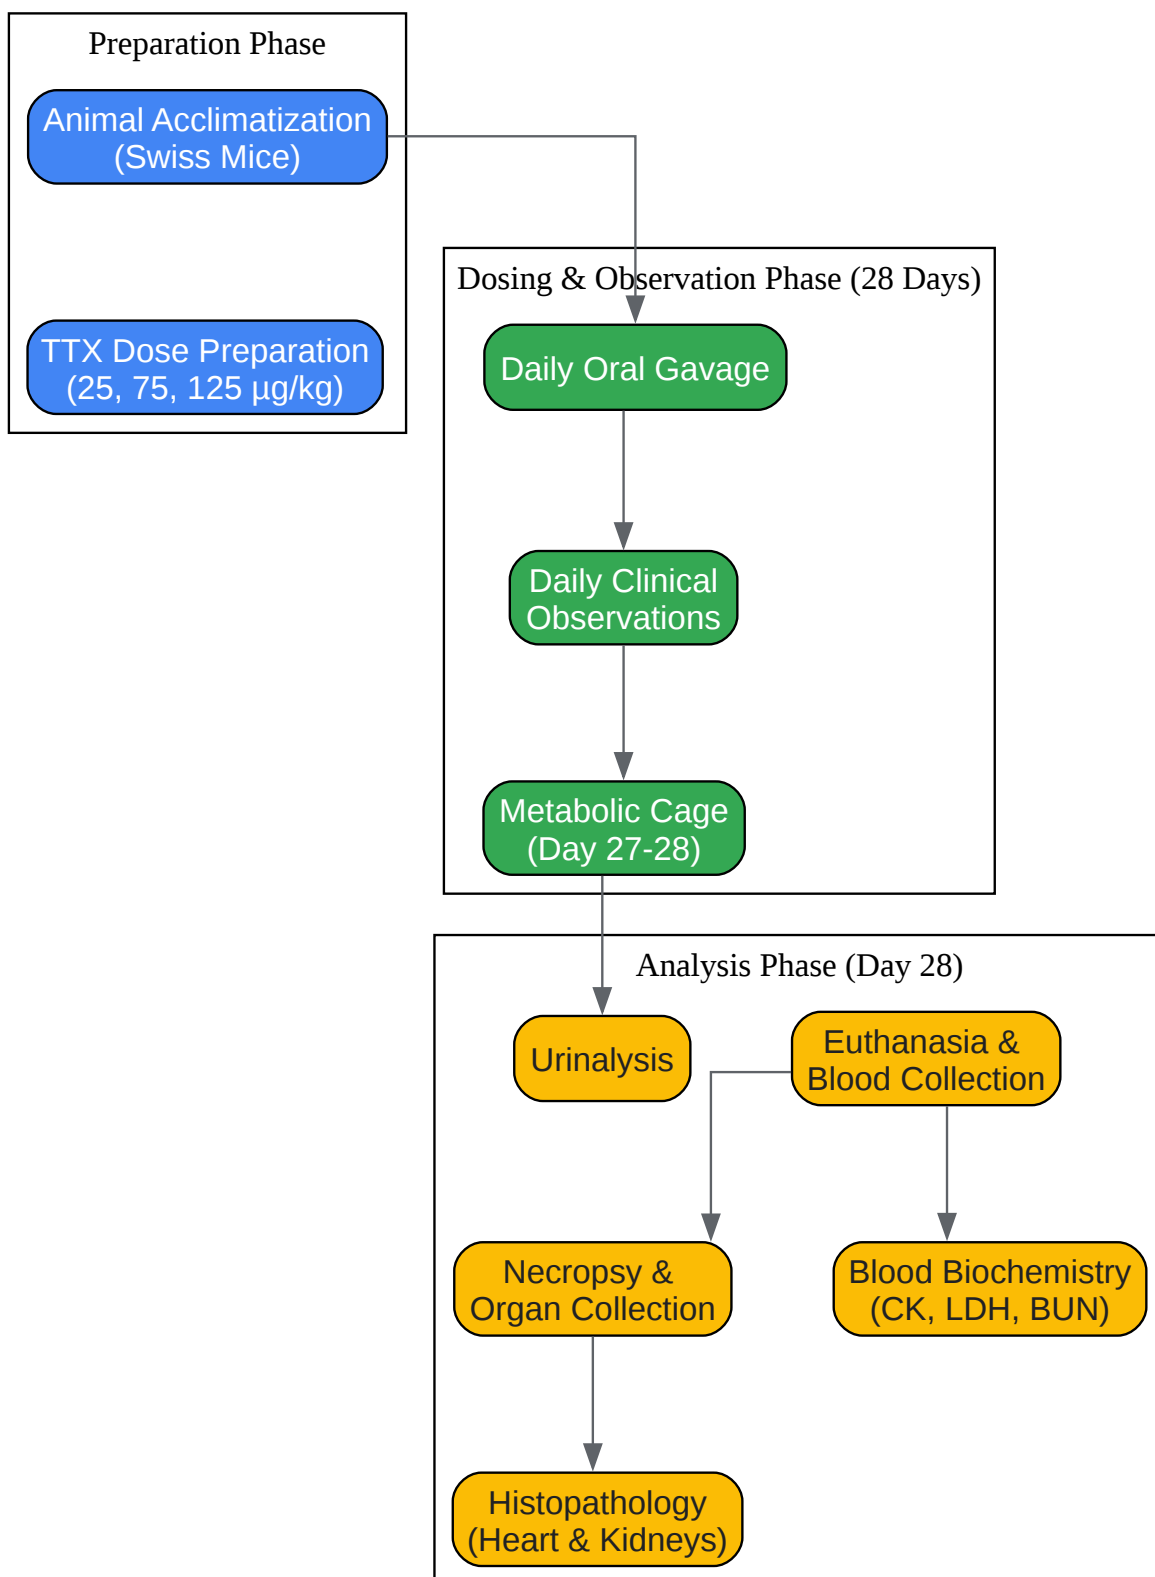 Preparation Phase
Animal Acclimatization
(Swiss Mice)
TTX Dose Preparation
(25, 75, 125 µg/kg)
Dosing & Observation Phase (28 Days)
Daily Oral Gavage
Daily Clinical
Observations
Metabolic Cage
(Day 27-28)
Analysis Phase (Day 28)
Urinalysis
Euthanasia &
Blood Collection
Necropsy &
Organ Collection
Blood Biochemistry
(CK, LDH, BUN)
Histopathology
(Heart & Kidneys)